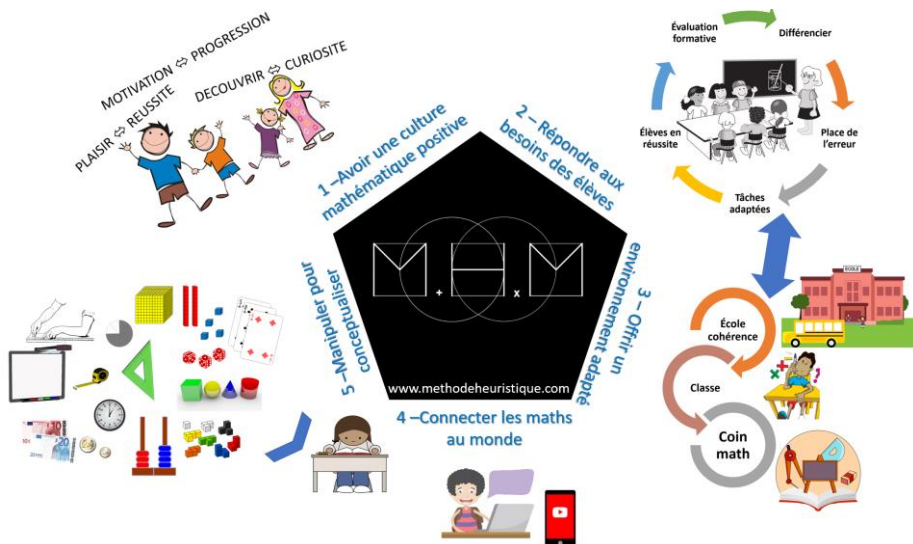 MOTIVATION ⇔ PROGRESSION
PLAISIR ⇔ REUSSITE
DECOUVRIR ⇔ CURIOSITE
1 –Avoir une culture
mathématique positive
2 – Répondre aux
besoins des élèves
3 – Offrir un
environnement adapté
4 –Connecter les maths
au monde
5 –Manipuler pour
conceptualiser
M + H x M
www.methodeheuristique.com
Évaluation
formative
Différencier
Élèves en
réussite
Place de
l'erreur
Tâches
adaptées
ECOLE
École
cohérence
Classe
Coin
math